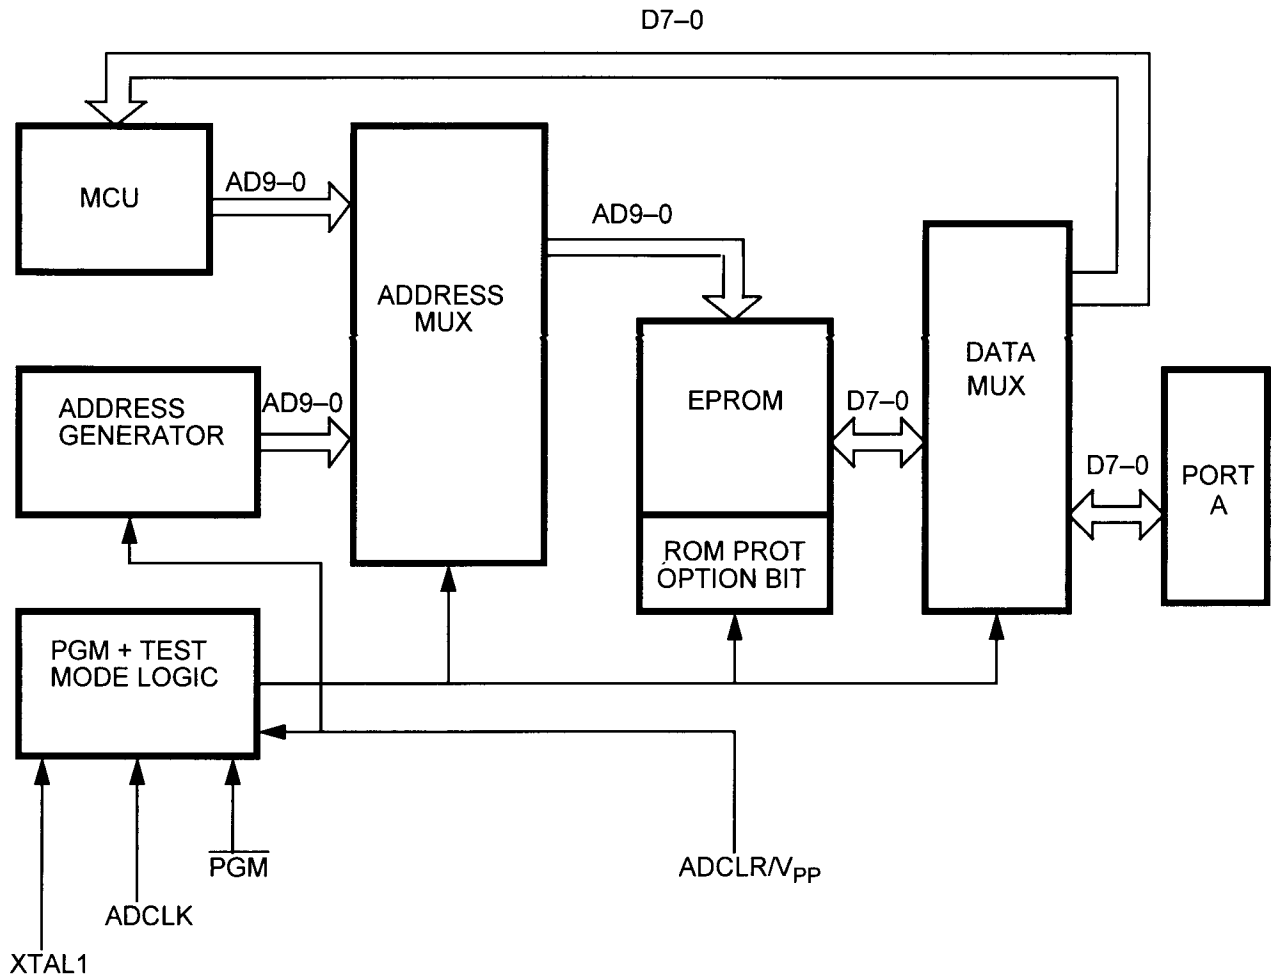 D7–0
MCU
AD9–0
AD9–0
ADDRESS
MUX
DATA
MUX
ADDRESS
GENERATOR
AD9–0
EPROM
D7–0
D7–0
PORT
A
ROM PROT
OPTION BIT
PGM + TEST
MODE LOGIC
PGM
ADCLR/VPP
ADCLK
XTAL1